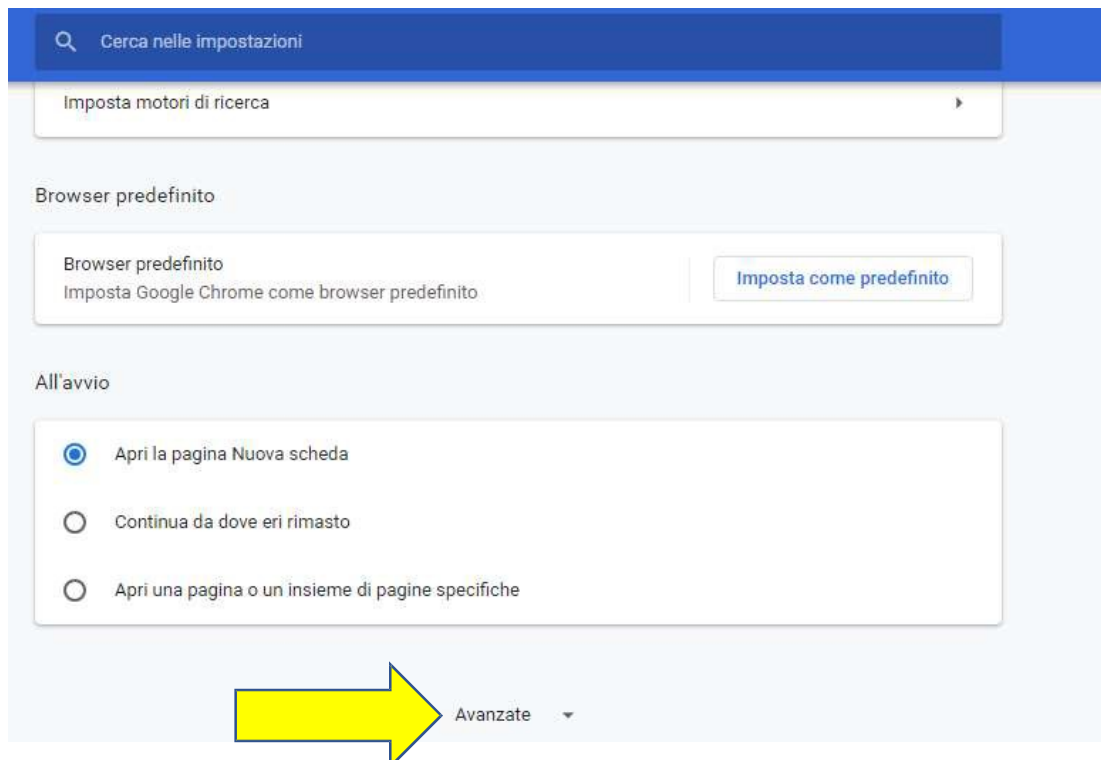 Cerca nelle impostazioni
Imposta motori di ricerca
Browser predefinito
Browser predefinito
Imposta Google Chrome come browser predefinito
Imposta come predefinito
All'avvio
Apri la pagina Nuova scheda
Continua da dove eri rimasto
Apri una pagina o un insieme di pagine specifiche
Avanzate